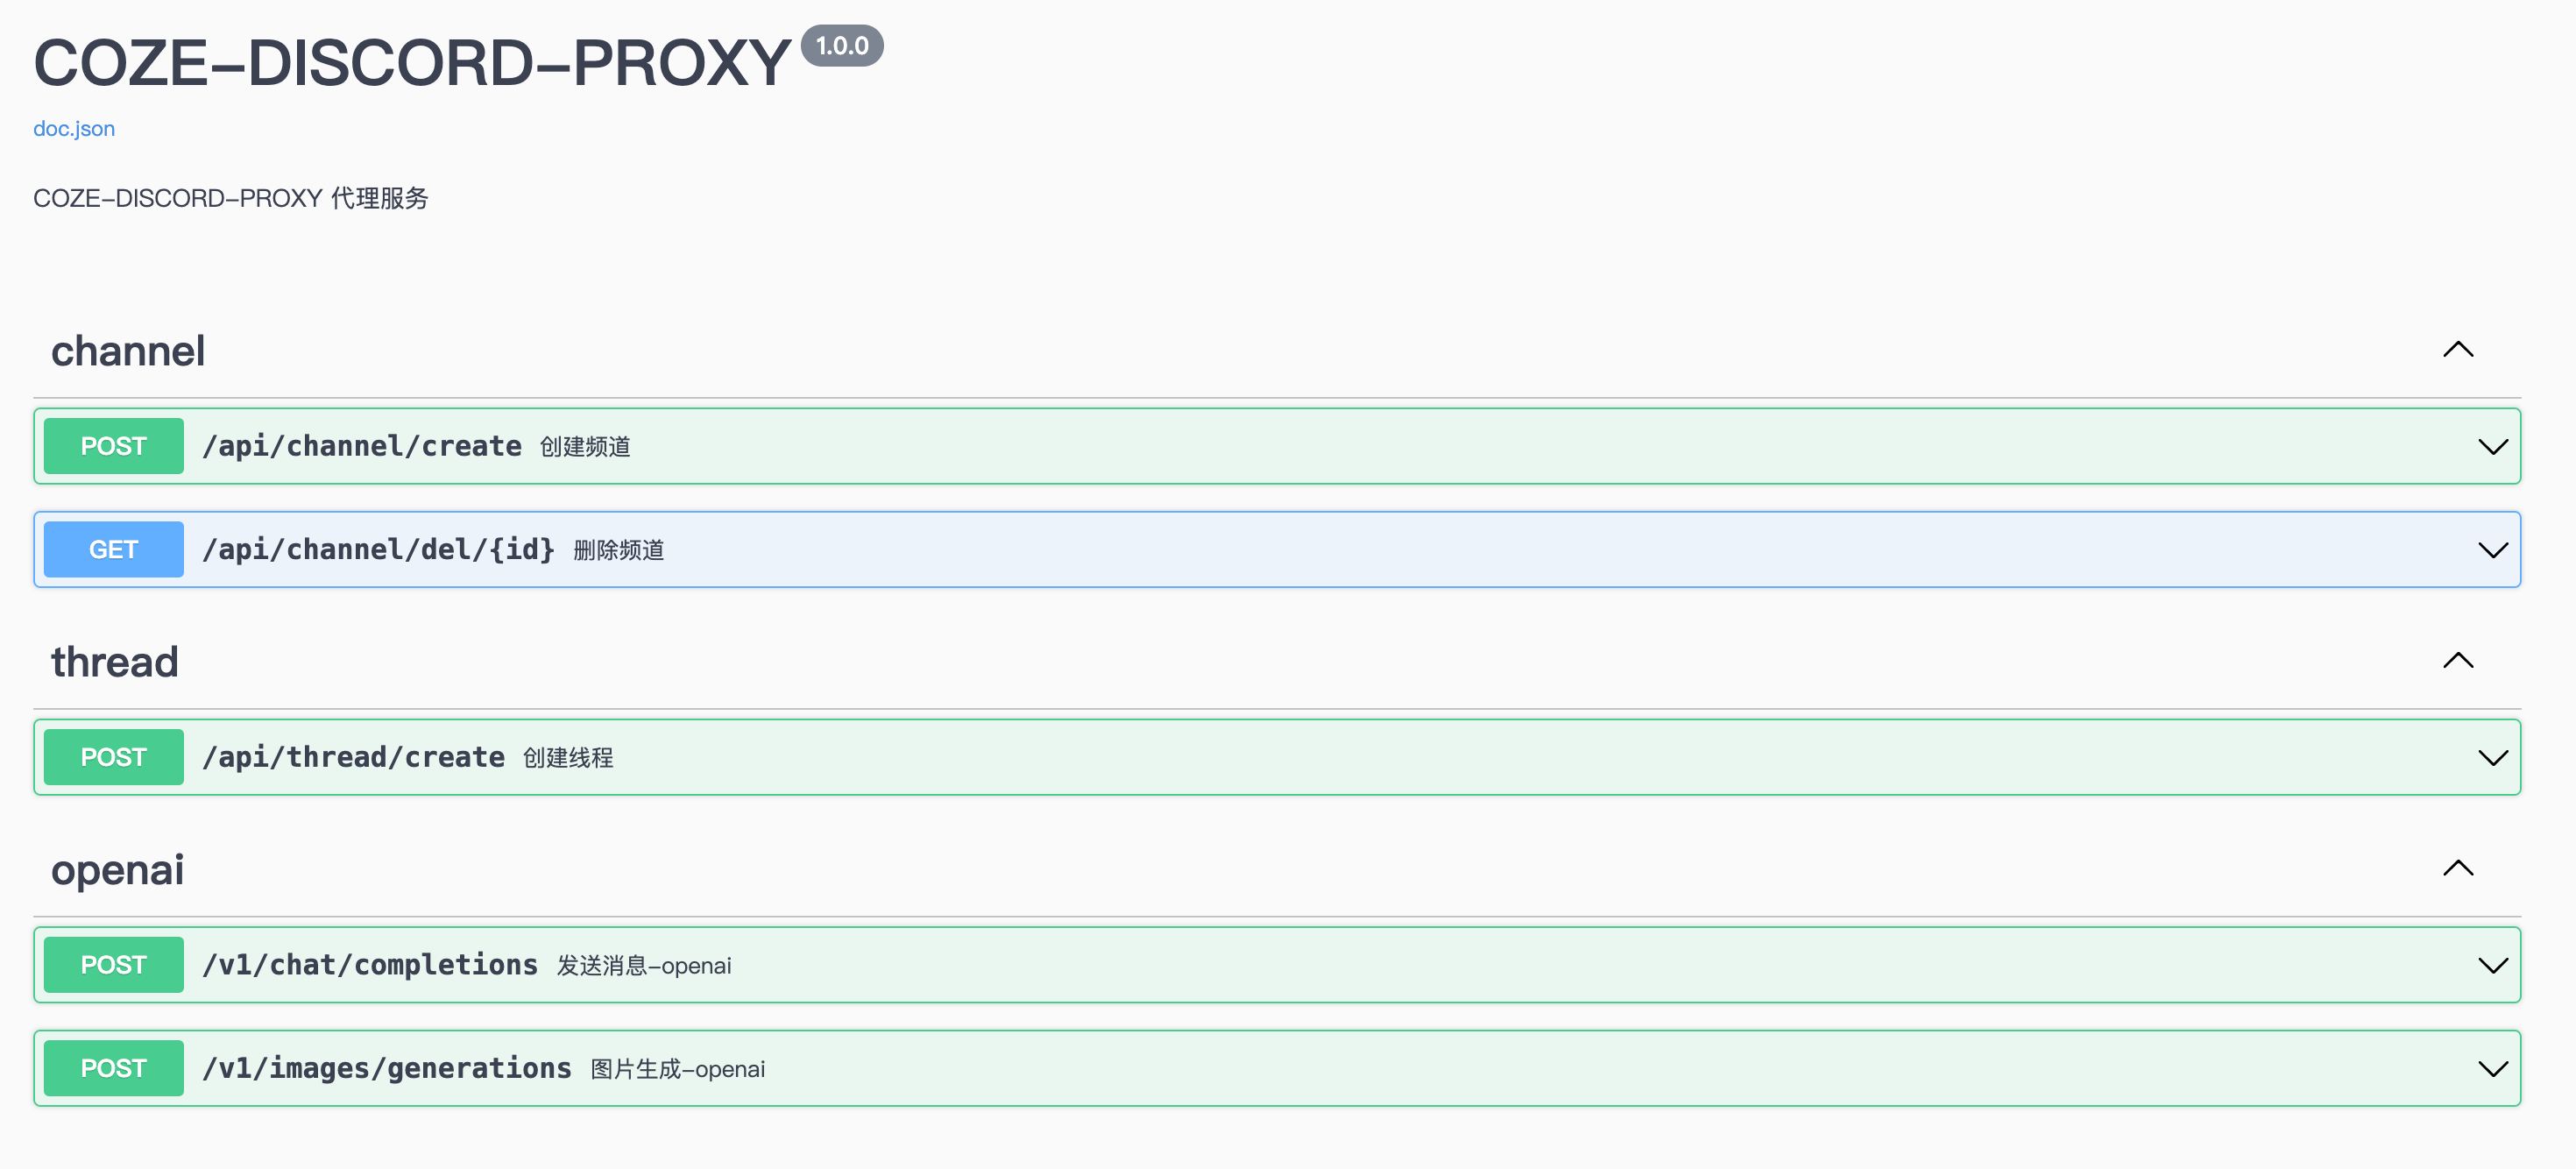 COZE-DISCORD-PROXY 1.0.0
doc.json
COZE-DISCORD-PROXY 代理服务
channel
POST /api/channel/create 创建频道
GET /api/channel/del/{id} 删除频道
thread
POST /api/thread/create 创建线程
openai
POST /v1/chat/completions 发送消息-openai
POST /v1/images/generations 图片生成-openai